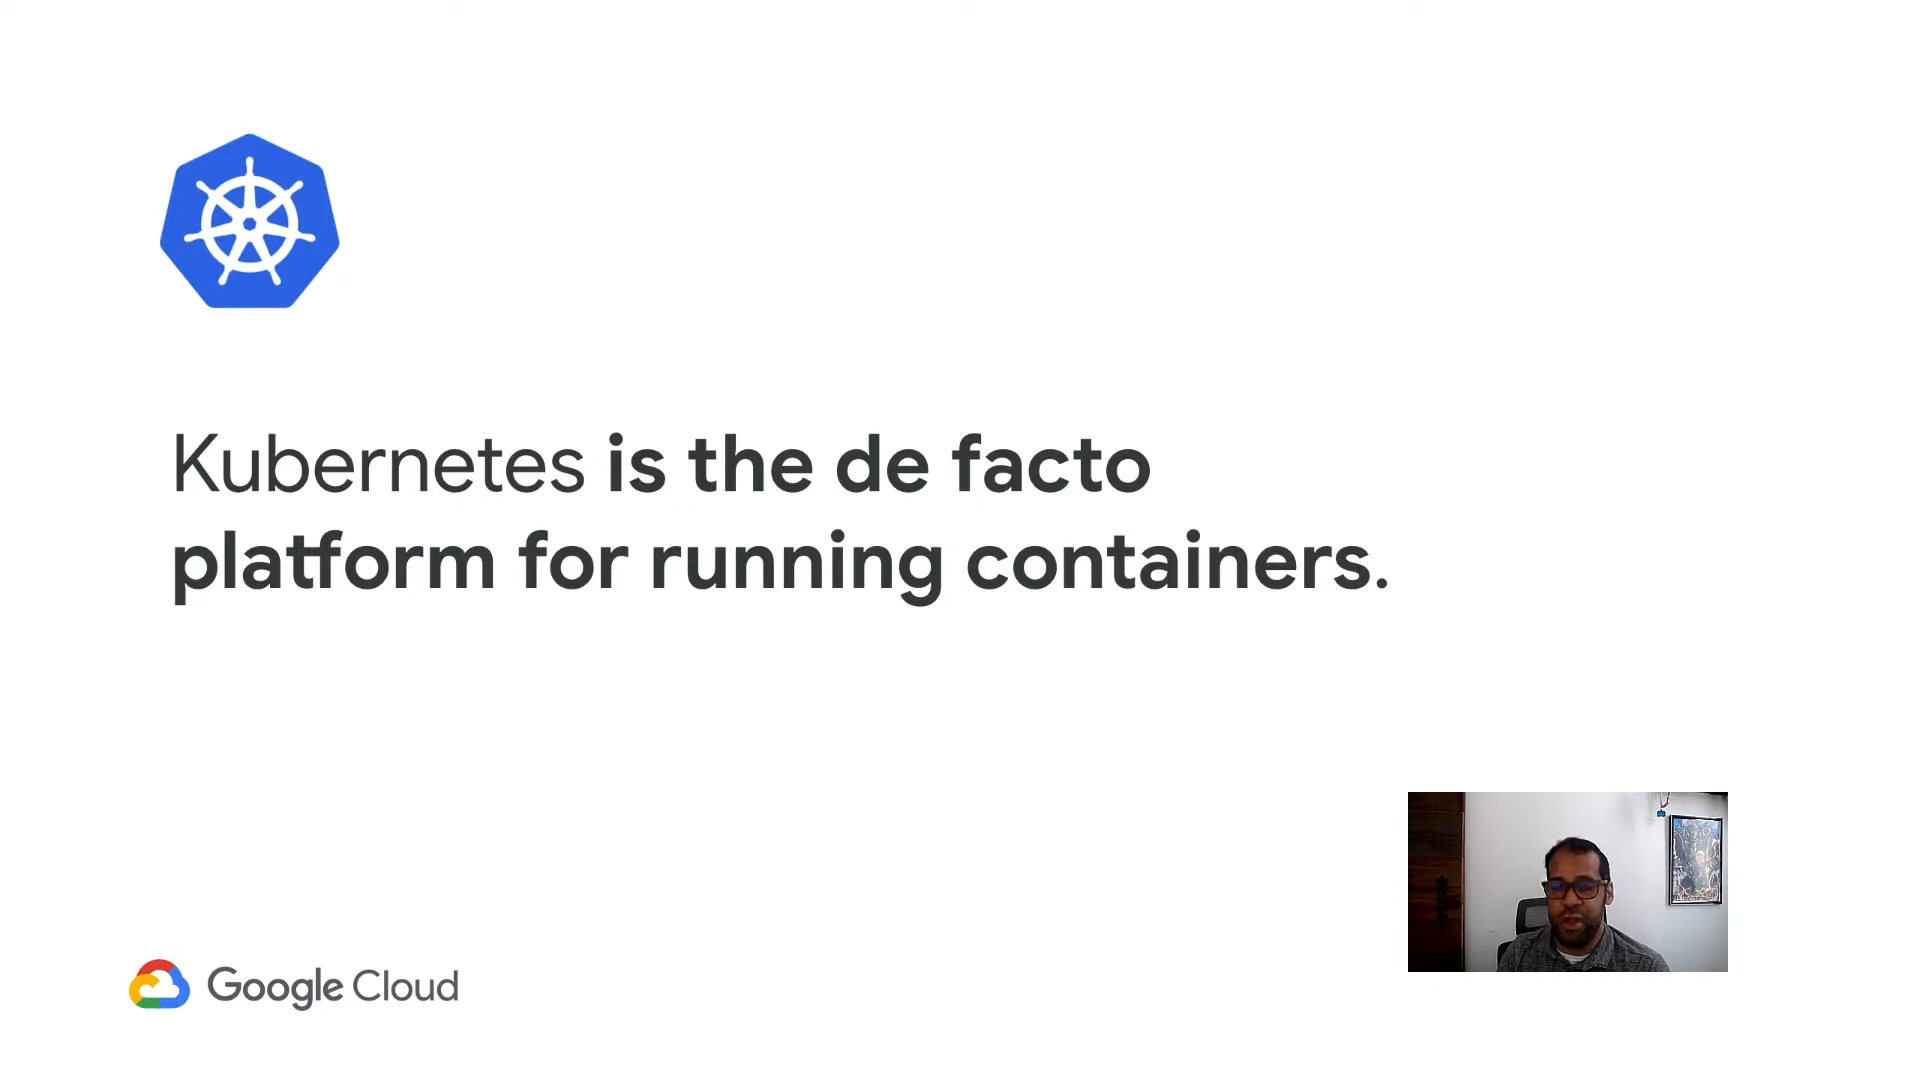 Kubernetes is the de facto
platform for running containers.
Google Cloud